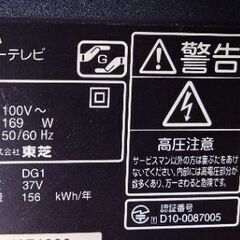 ーテレビ
G
100V～
169 W
50/60 Hz
東芝
DG1
37V
量 156 kWh/年
警告
高圧注意
サービスマン以外の方は裏ぶたをあけ
ないでください。内部には高電圧部分が
数多くあり、万一さわると危険です。
認証番号
D10-0087005